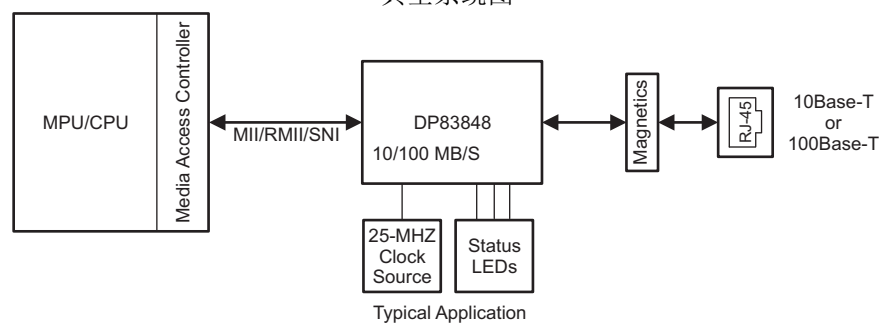 MPU/CPU
Media Access Controller
MII/RMII/SNI
DP83848
10/100 MB/S
Magnetics
RJ-45
10Base-T
or
100Base-T
25-MHZ
Clock
Source
Status
LEDs
Typical Application